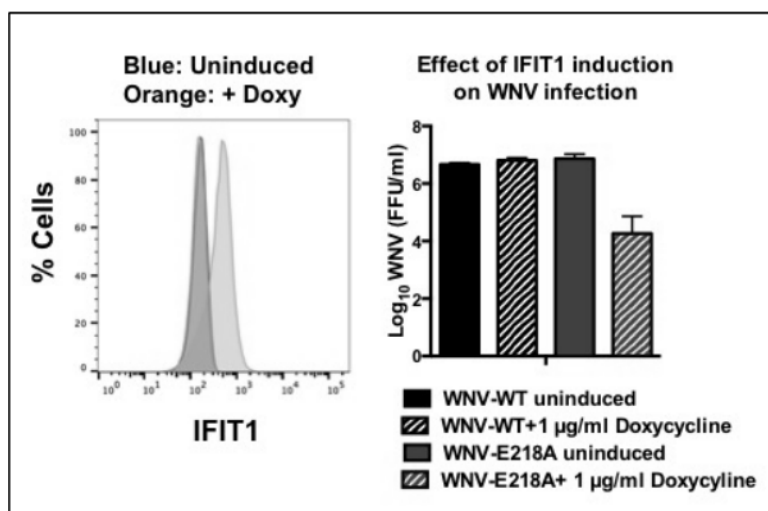 Blue: Uninduced
Orange: + Doxy
% Cells
100
80
60
40
20
0
10^0 10^1 10^2 10^3 10^4 10^5
IFIT1
Effect of IFIT1 induction
on WNV infection
Log₁₀ WNV (FFU/ml)
8
6
4
2
0
WNV-WT uninduced
WNV-WT+1 µg/ml Doxycycline
WNV-E218A uninduced
WNV-E218A+ 1 µg/ml Doxycyline